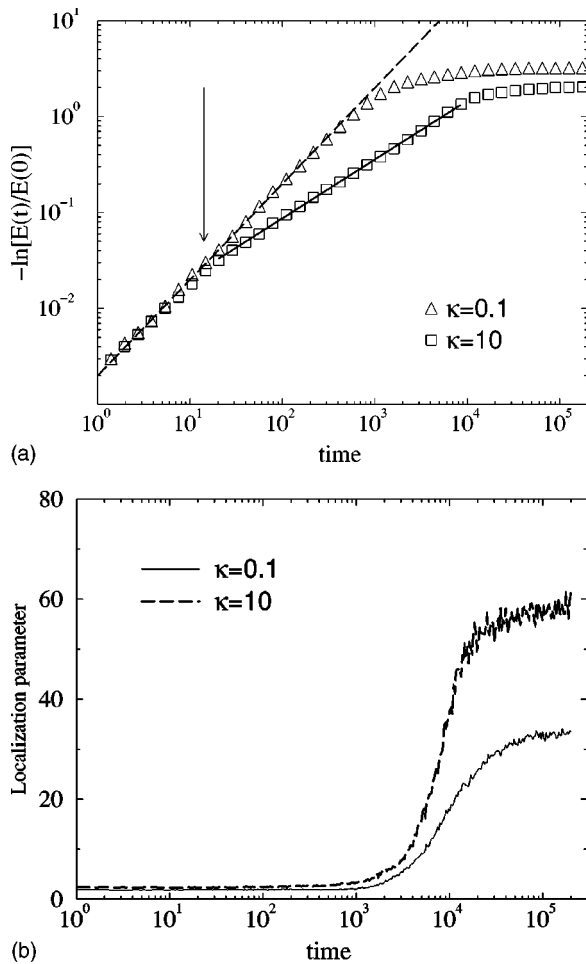 10^1
10^0
10^-1
10^-2
−ln[E(t)/E(0)]
κ=0.1
κ=10
10^0 10^1 10^2 10^3 10^4 10^5
time
(a)
80
60
40
20
0
Localization parameter
κ=0.1
κ=10
10^0 10^1 10^2 10^3 10^4 10^5
time
(b)